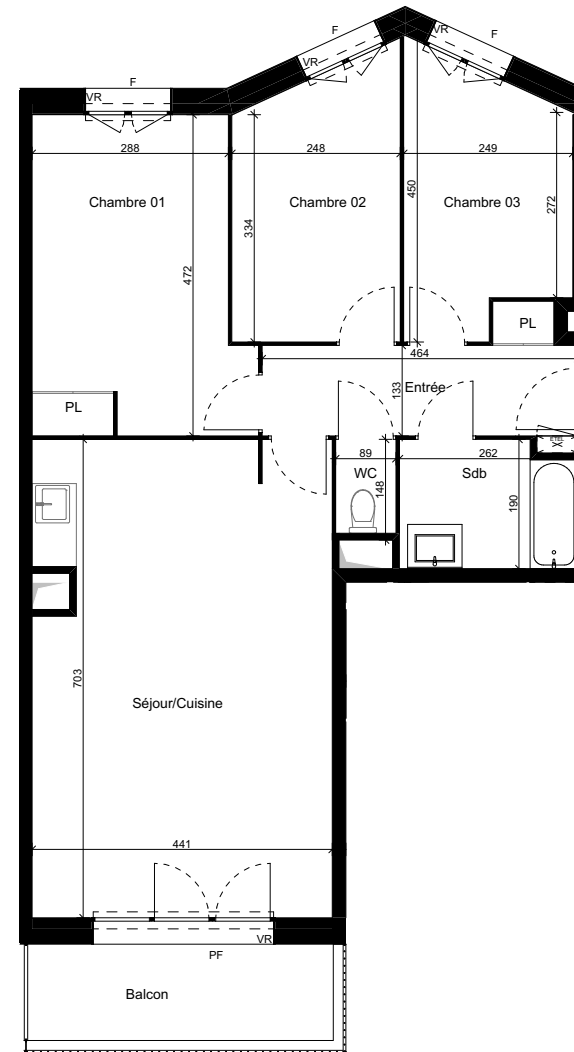 F
F
VR
VR
F
VR
288
248
249
Chambre 01
Chambre 02
Chambre 03
450
272
334
472
PL
464
133
Entrée
PL
ETEL
89
262
WC
Sdb
148
190
703
Séjour/Cuisine
441
VR
PF
Balcon